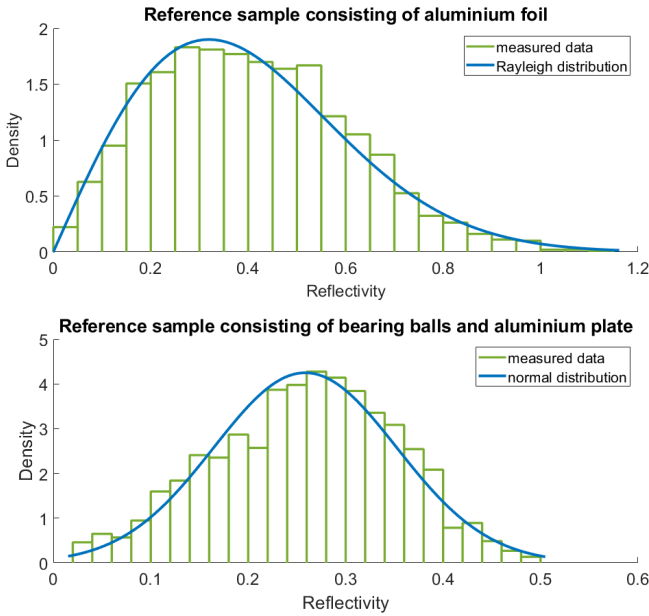 Reference sample consisting of aluminium foil
2
1.5
1
0.5
0
Density
measured data
Rayleigh distribution
0 0.2 0.4 0.6 0.8 1 1.2
Reflectivity
Reference sample consisting of bearing balls and aluminium plate
5
4
3
2
1
0
Density
measured data
normal distribution
0 0.1 0.2 0.3 0.4 0.5 0.6
Reflectivity